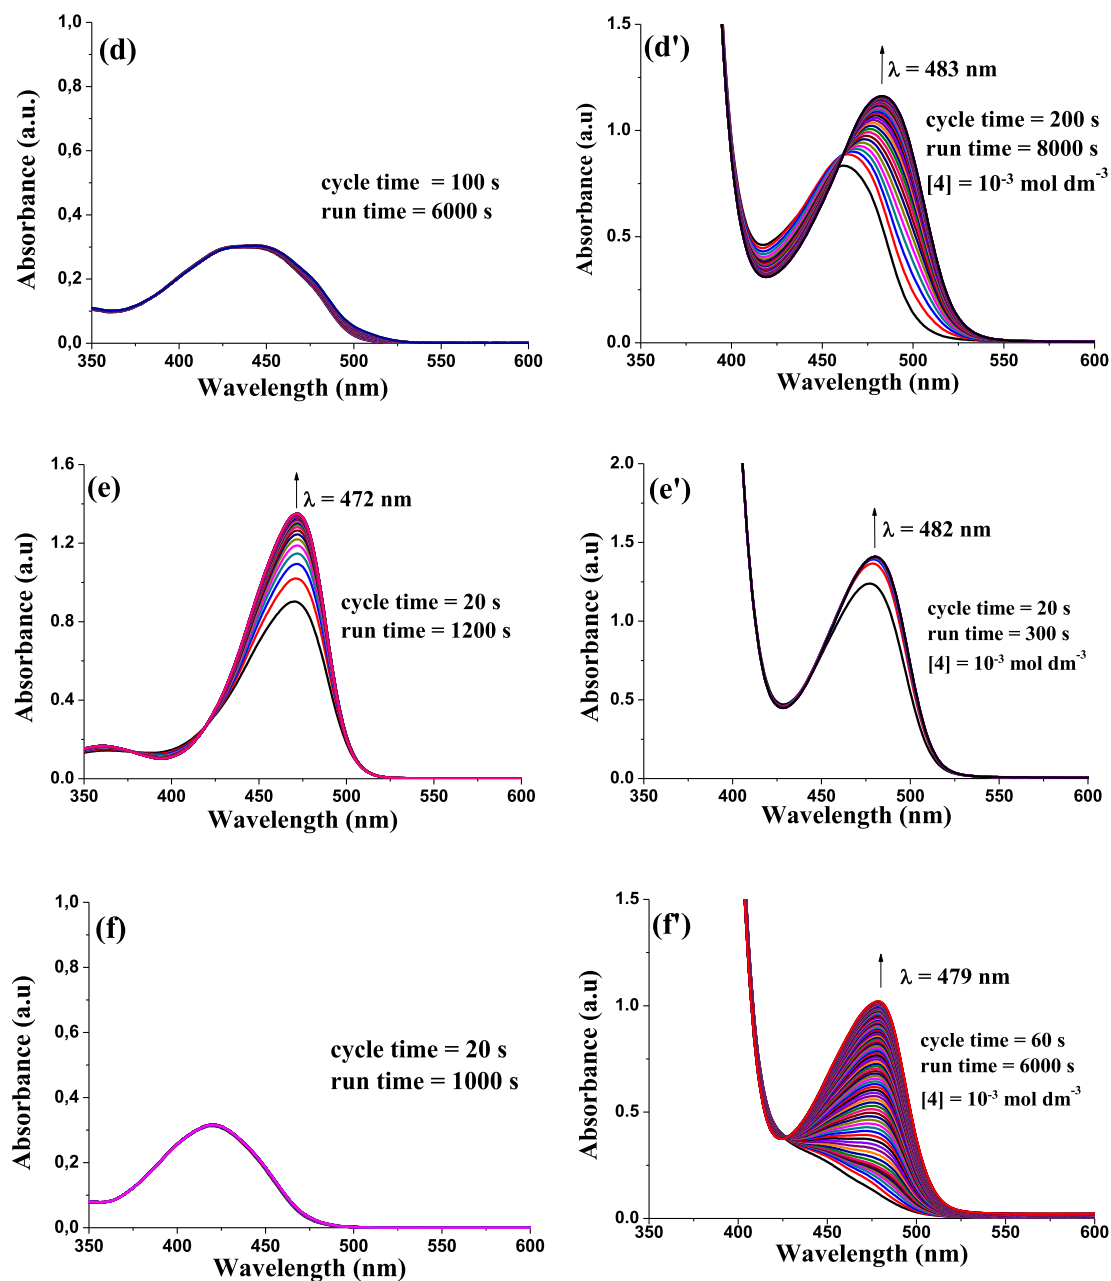 (d)
1,0
0,8
0,6
0,4
0,2
0,0
350 400 450 500 550 600
Absorbance (a.u.)
Wavelength (nm)
cycle time = 100 s
run time = 6000 s
(d')
1.5
1.0
0.5
0.0
350 400 450 500 550 600
Absorbance (a.u)
Wavelength (nm)
λ = 483 nm
cycle time = 200 s
run time = 8000 s
[4] = 10⁻³ mol dm⁻³
(e)
1.6
1.2
0.8
0.4
0.0
350 400 450 500 550 600
Absorbance (a.u)
Wavelength (nm)
λ = 472 nm
cycle time = 20 s
run time = 1200 s
(e')
2.0
1.5
1.0
0.5
0.0
350 400 450 500 550 600
Absorbance (a.u)
Wavelength (nm)
λ = 482 nm
cycle time = 20 s
run time = 300 s
[4] = 10⁻³ mol dm⁻³
(f)
1,0
0,8
0,6
0,4
0,2
0,0
350 400 450 500 550 600
Absorbance (a.u)
Wavelength (nm)
cycle time = 20 s
run time = 1000 s
(f')
1.5
1.0
0.5
0.0
350 400 450 500 550 600
Absorbance (a.u)
Wavelength (nm)
λ = 479 nm
cycle time = 60 s
run time = 6000 s
[4] = 10⁻³ mol dm⁻³